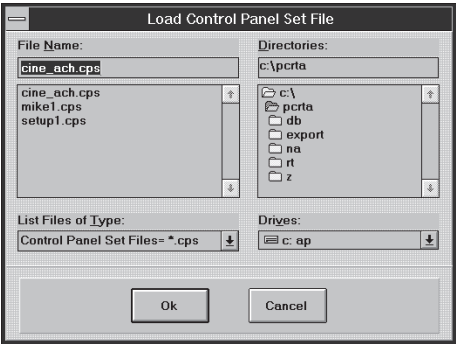 Load Control Panel Set File
File Name:
cine_ach.cps
cine_ach.cps
mike1.cps
setup1.cps
Directories:
c:\pcrta
c:\
pcrta
db
export
na
rt
z
List Files of Type:
Control Panel Set Files= *.cps
Drives:
c: ap
Ok
Cancel